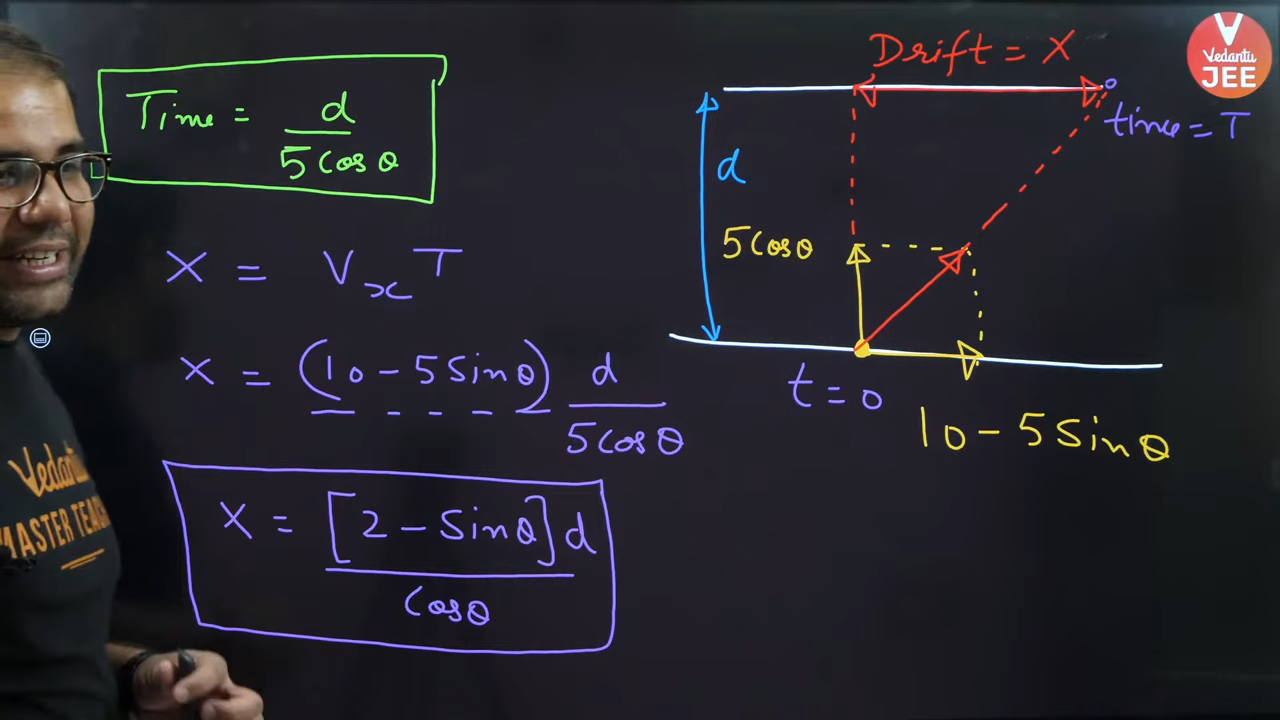 Time = d / 5 Cos θ
X = Vx T
X = (10 - 5 Sin θ) d / 5 Cos θ
X = [2 - Sin θ] d / Cos θ
Drift = X
time = T
d
5 Cos θ
t = 0
10 - 5 Sin θ
V
Vedantu
JEE
Vedantu
MASTER TEA